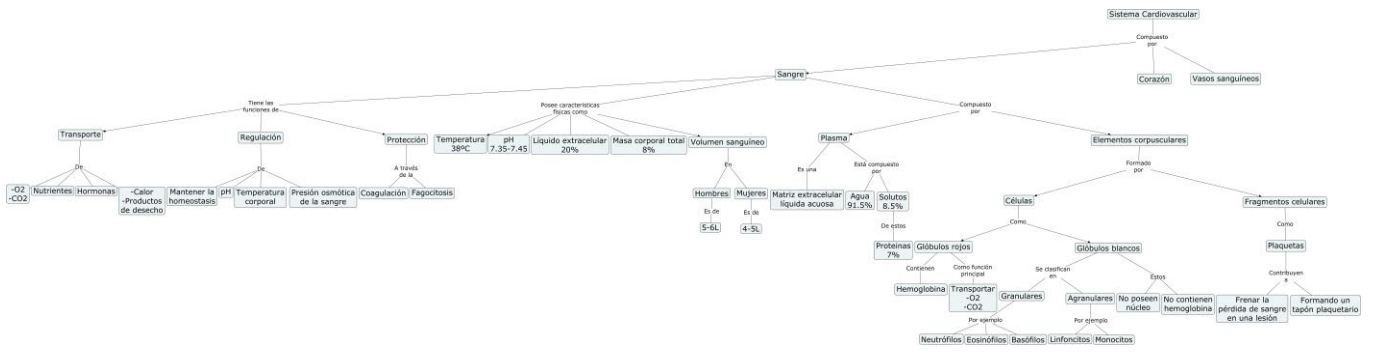 Sistema Cardiovascular
Compuesto
por
Sangre
Corazón
Vasos sanguíneos
Tiene las
funciones de
Posee características
físicas como
Compuesto
por
Transporte
Regulación
Protección
Temperatura
38ºC
pH
7.35-7.45
Líquido extracelular
20%
Masa corporal total
8%
Volumen sanguíneo
Plasma
Elementos corpusculares
De
De
A través
de la
En
Es una
Está compuesto
por
Formado
por
-O2
-CO2
Nutrientes
Hormonas
-Calor
-Productos
de desecho
Mantener la
homeostasis
pH
Temperatura
corporal
Presión osmótica
de la sangre
Coagulación
Fagocitosis
Hombres
Mujeres
Matriz extracelular
líquida acuosa
Agua
91.5%
Solutos
8.5%
Células
Fragmentos celulares
Es de
Es de
De estos
Como
Como
5-6L
4-5L
Proteinas
7%
Glóbulos rojos
Glóbulos blancos
Plaquetas
Contienen
Como función
principal
Se clasifican
en
Estos
Contribuyen
a
Hemoglobina
Transportar
-O2
-CO2
Granulares
Agranulares
No poseen
núcleo
No contienen
hemoglobina
Frenar la
pérdida de sangre
en una lesión
Formando un
tapón plaquetario
Por ejemplo
Por ejemplo
Neutrófilos
Eosinófilos
Basófilos
Linfoncitos
Monocitos